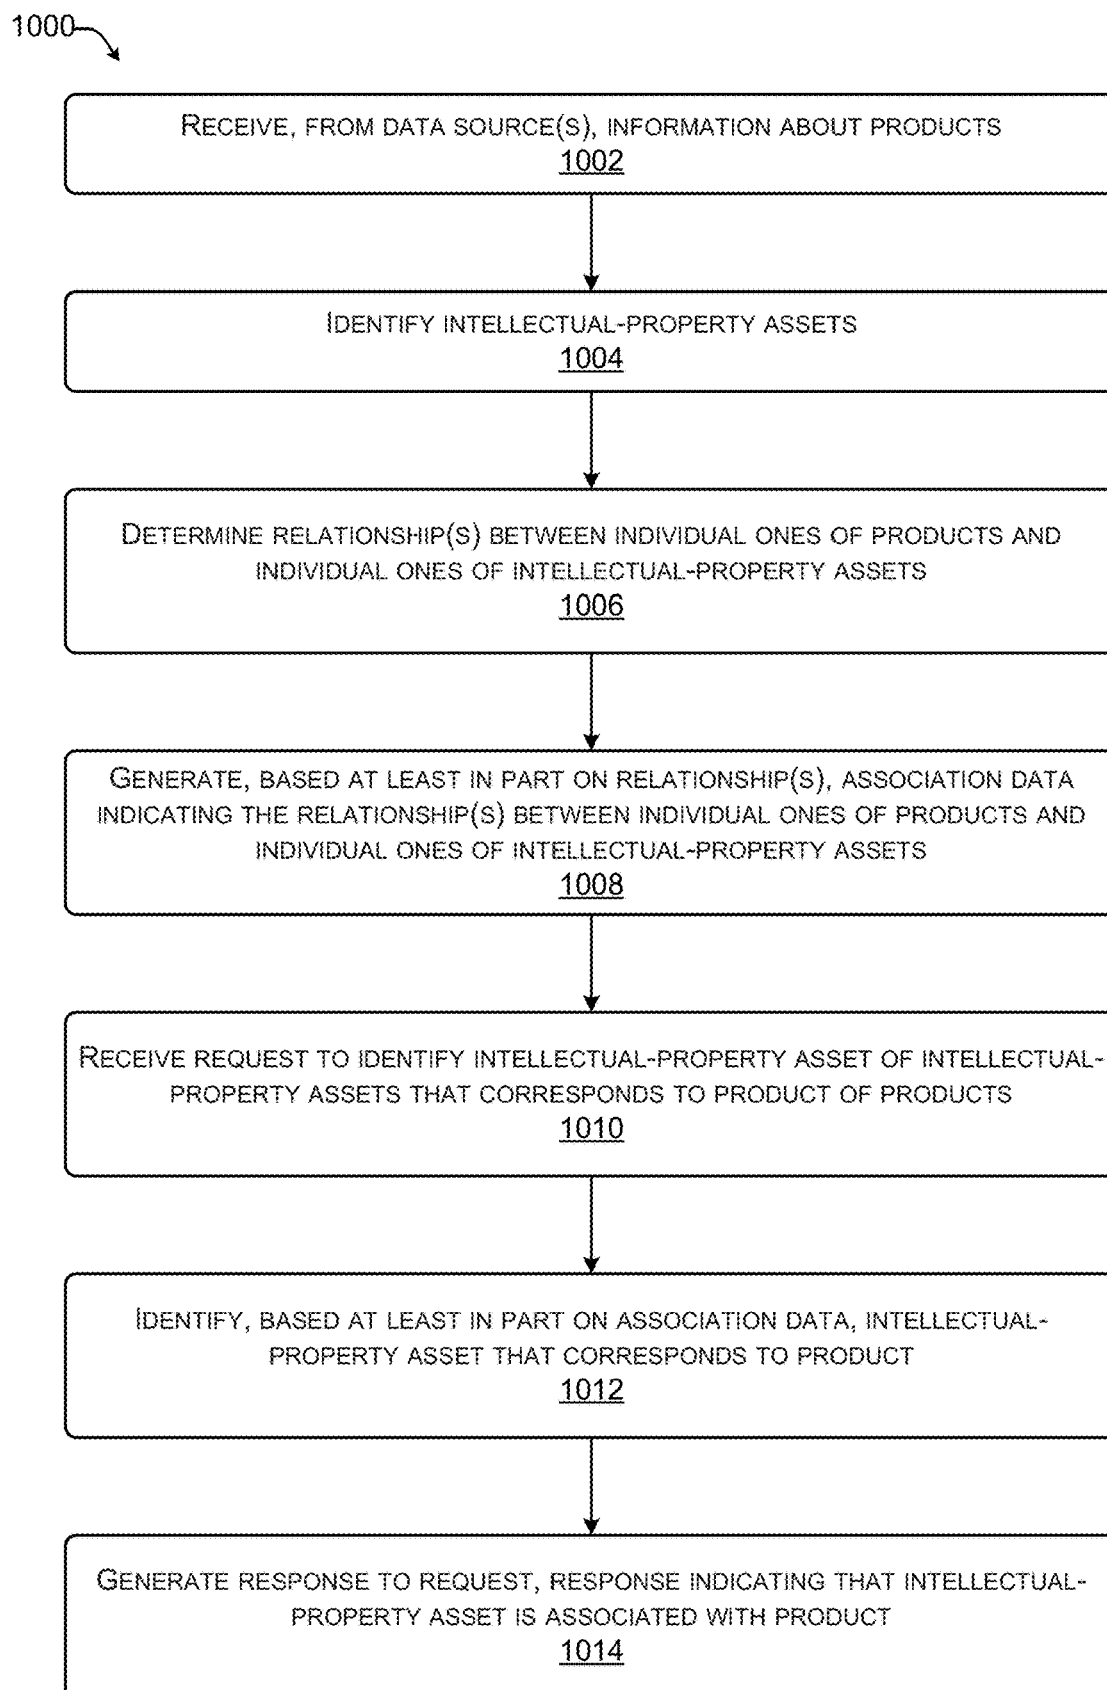 1000
RECEIVE, FROM DATA SOURCE(S), INFORMATION ABOUT PRODUCTS
1002
IDENTIFY INTELLECTUAL-PROPERTY ASSETS
1004
DETERMINE RELATIONSHIP(S) BETWEEN INDIVIDUAL ONES OF PRODUCTS AND
INDIVIDUAL ONES OF INTELLECTUAL-PROPERTY ASSETS
1006
GENERATE, BASED AT LEAST IN PART ON RELATIONSHIP(S), ASSOCIATION DATA
INDICATING THE RELATIONSHIP(S) BETWEEN INDIVIDUAL ONES OF PRODUCTS AND
INDIVIDUAL ONES OF INTELLECTUAL-PROPERTY ASSETS
1008
RECEIVE REQUEST TO IDENTIFY INTELLECTUAL-PROPERTY ASSET OF INTELLECTUAL-
PROPERTY ASSETS THAT CORRESPONDS TO PRODUCT OF PRODUCTS
1010
IDENTIFY, BASED AT LEAST IN PART ON ASSOCIATION DATA, INTELLECTUAL-
PROPERTY ASSET THAT CORRESPONDS TO PRODUCT
1012
GENERATE RESPONSE TO REQUEST, RESPONSE INDICATING THAT INTELLECTUAL-
PROPERTY ASSET IS ASSOCIATED WITH PRODUCT
1014